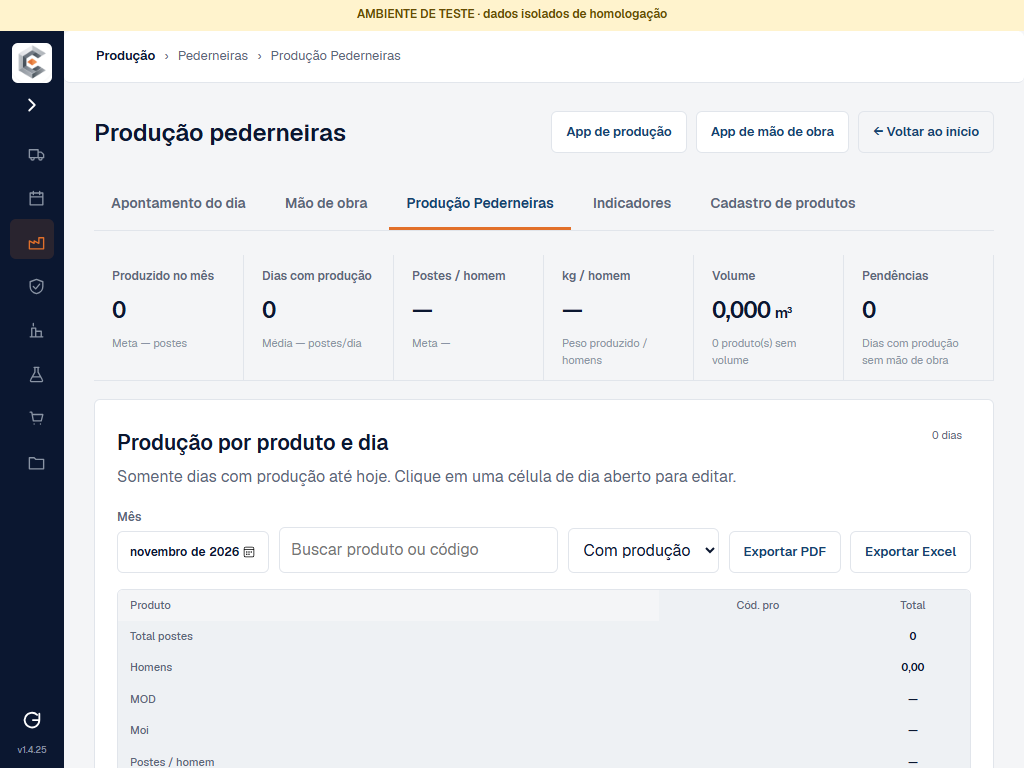 AMBIENTE DE TESTE · dados isolados de homologação
Produção › Pederneiras › Produção Pederneiras
Produção pederneiras
App de produção
App de mão de obra
← Voltar ao início
Apontamento do dia
Mão de obra
Produção Pederneiras
Indicadores
Cadastro de produtos
Produzido no mês
0
Meta — postes
Dias com produção
0
Média — postes/dia
Postes / homem
—
Meta —
kg / homem
—
Peso produzido /
homens
Volume
0,000 m³
0 produto(s) sem
volume
Pendências
0
Dias com produção
sem mão de obra
Produção por produto e dia
0 dias
Somente dias com produção até hoje. Clique em uma célula de dia aberto para editar.
Mês
novembro de 2026
Buscar produto ou código
Com produção
Exportar PDF
Exportar Excel
Produto Cód. pro Total
Total postes 0
Homens 0,00
MOD —
Moi —
Postes / homem —
v1.4.25